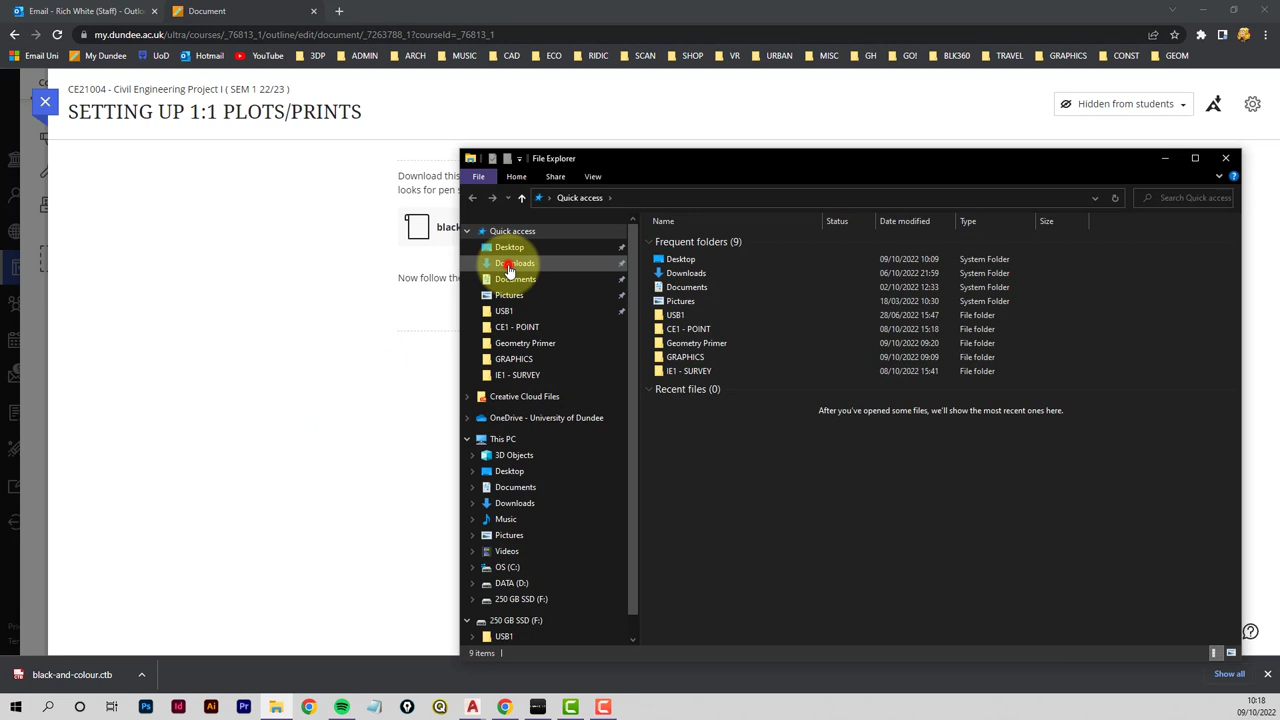 Email - Rich White (Staff) - Outloo
Document
my.dundee.ac.uk/ultra/courses/_76813_1/outline/edit/document/_7263788_1?courseId=_76813_1
Email Uni
My Dundee
UoD
Hotmail
YouTube
3DP
ADMIN
ARCH
MUSIC
CAD
ECO
RIDIC
SCAN
SHOP
VR
URBAN
MISC
GH
GO!
BLK360
TRAVEL
GRAPHICS
CONST
GEOM
CE21004 - Civil Engineering Project I ( SEM 1 22/23 )
SETTING UP 1:1 PLOTS/PRINTS
Hidden from students
Download this
looks for pen s
black
Now follow the
File Explorer
File
Home
Share
View
Quick access
Search Quick access
Quick access
Desktop
Downloads
Documents
Pictures
USB1
CE1 - POINT
Geometry Primer
GRAPHICS
IE1 - SURVEY
Creative Cloud Files
OneDrive - University of Dundee
This PC
3D Objects
Desktop
Documents
Downloads
Music
Pictures
Videos
OS (C:)
DATA (D:)
250 GB SSD (F:)
250 GB SSD (F:)
USB1
Name Status Date modified Type Size
Frequent folders (9)
Desktop 09/10/2022 10:09 System Folder
Downloads 06/10/2022 21:59 System Folder
Documents 02/10/2022 12:33 System Folder
Pictures 18/03/2022 10:30 System Folder
USB1 28/06/2022 15:47 File folder
CE1 - POINT 08/10/2022 15:18 File folder
Geometry Primer 09/10/2022 09:20 File folder
GRAPHICS 09/10/2022 09:09 File folder
IE1 - SURVEY 08/10/2022 15:41 File folder
Recent files (0)
After you've opened some files, we'll show the most recent ones here.
9 items
black-and-colour.ctb
Show all
Ps
Id
Ai
Pr
A
10:18
09/10/2022